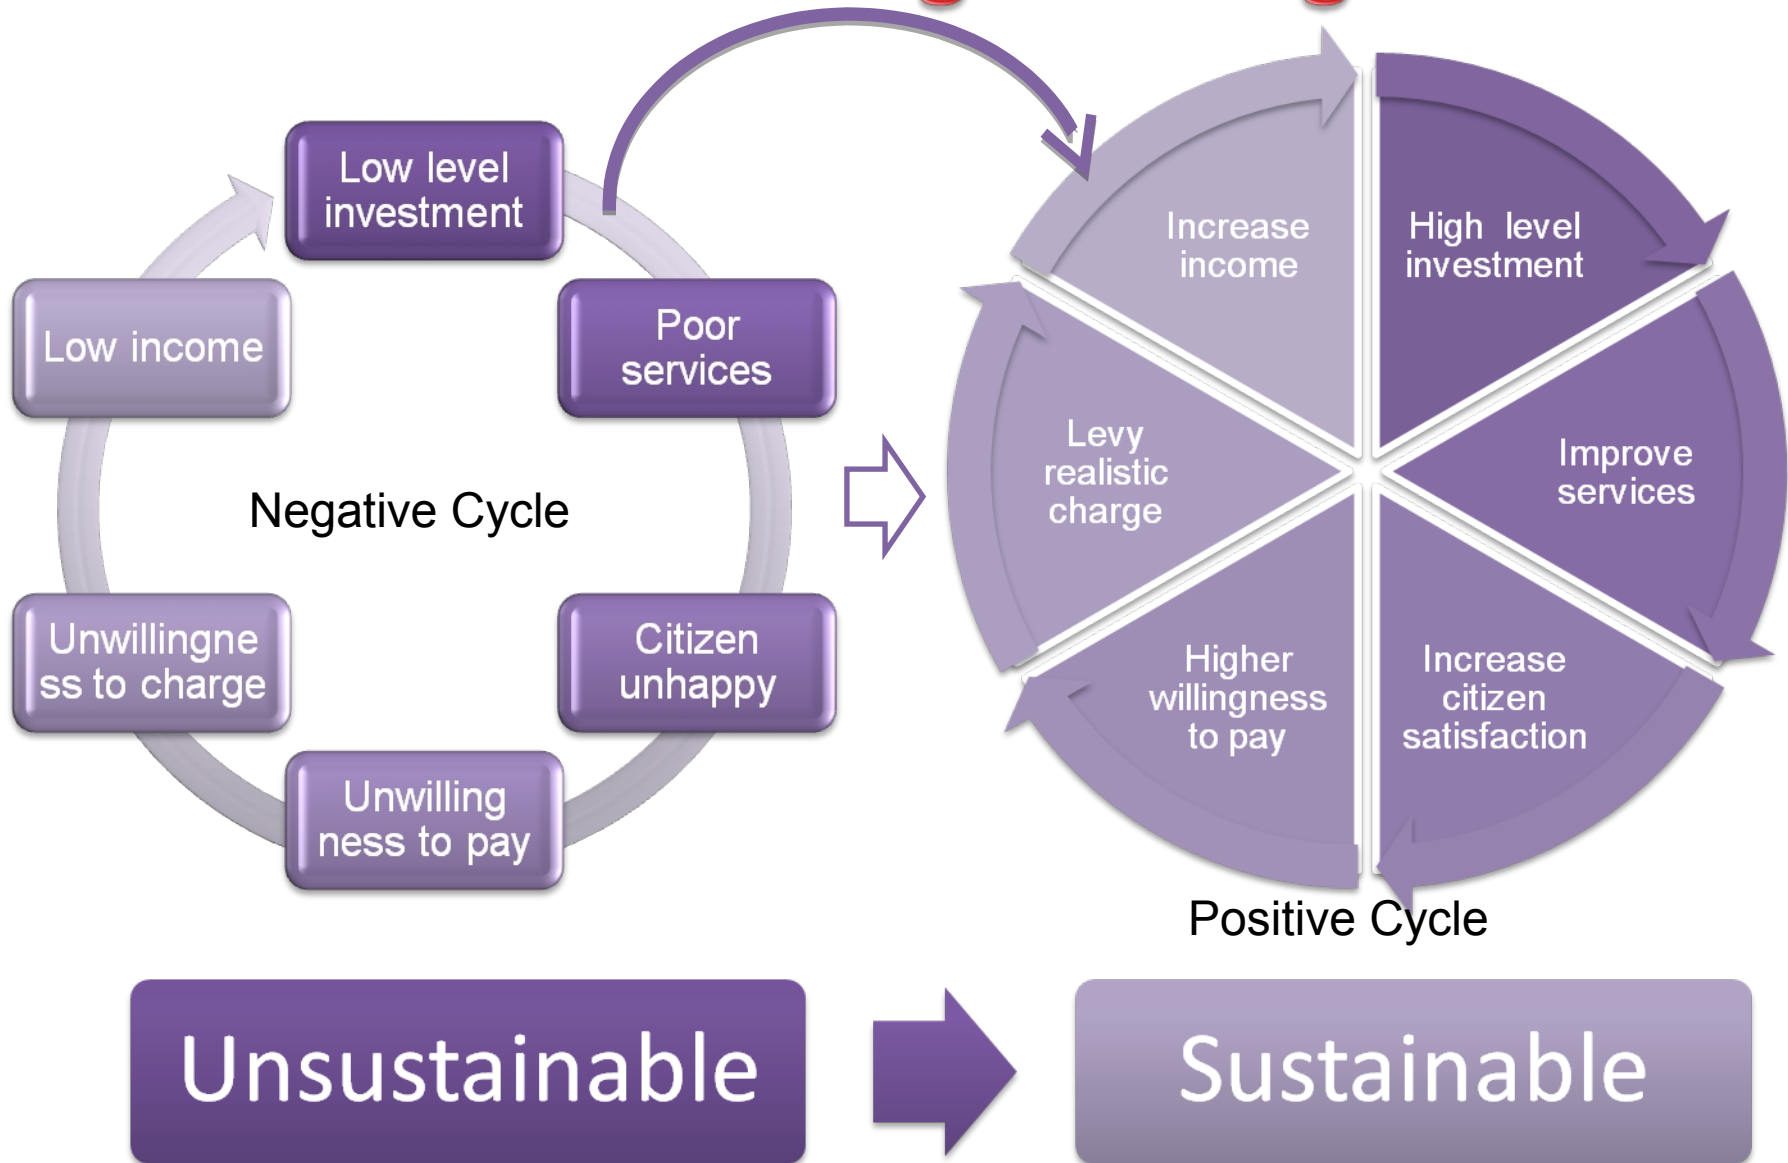 Low level
investment
Poor
services
Citizen
unhappy
Unwilling
ness to pay
Unwillingne
ss to charge
Low income
Negative Cycle
High level
investment
Improve
services
Increase
citizen
satisfaction
Higher
willingness
to pay
Levy
realistic
charge
Increase
income
Positive Cycle
Unsustainable
Sustainable